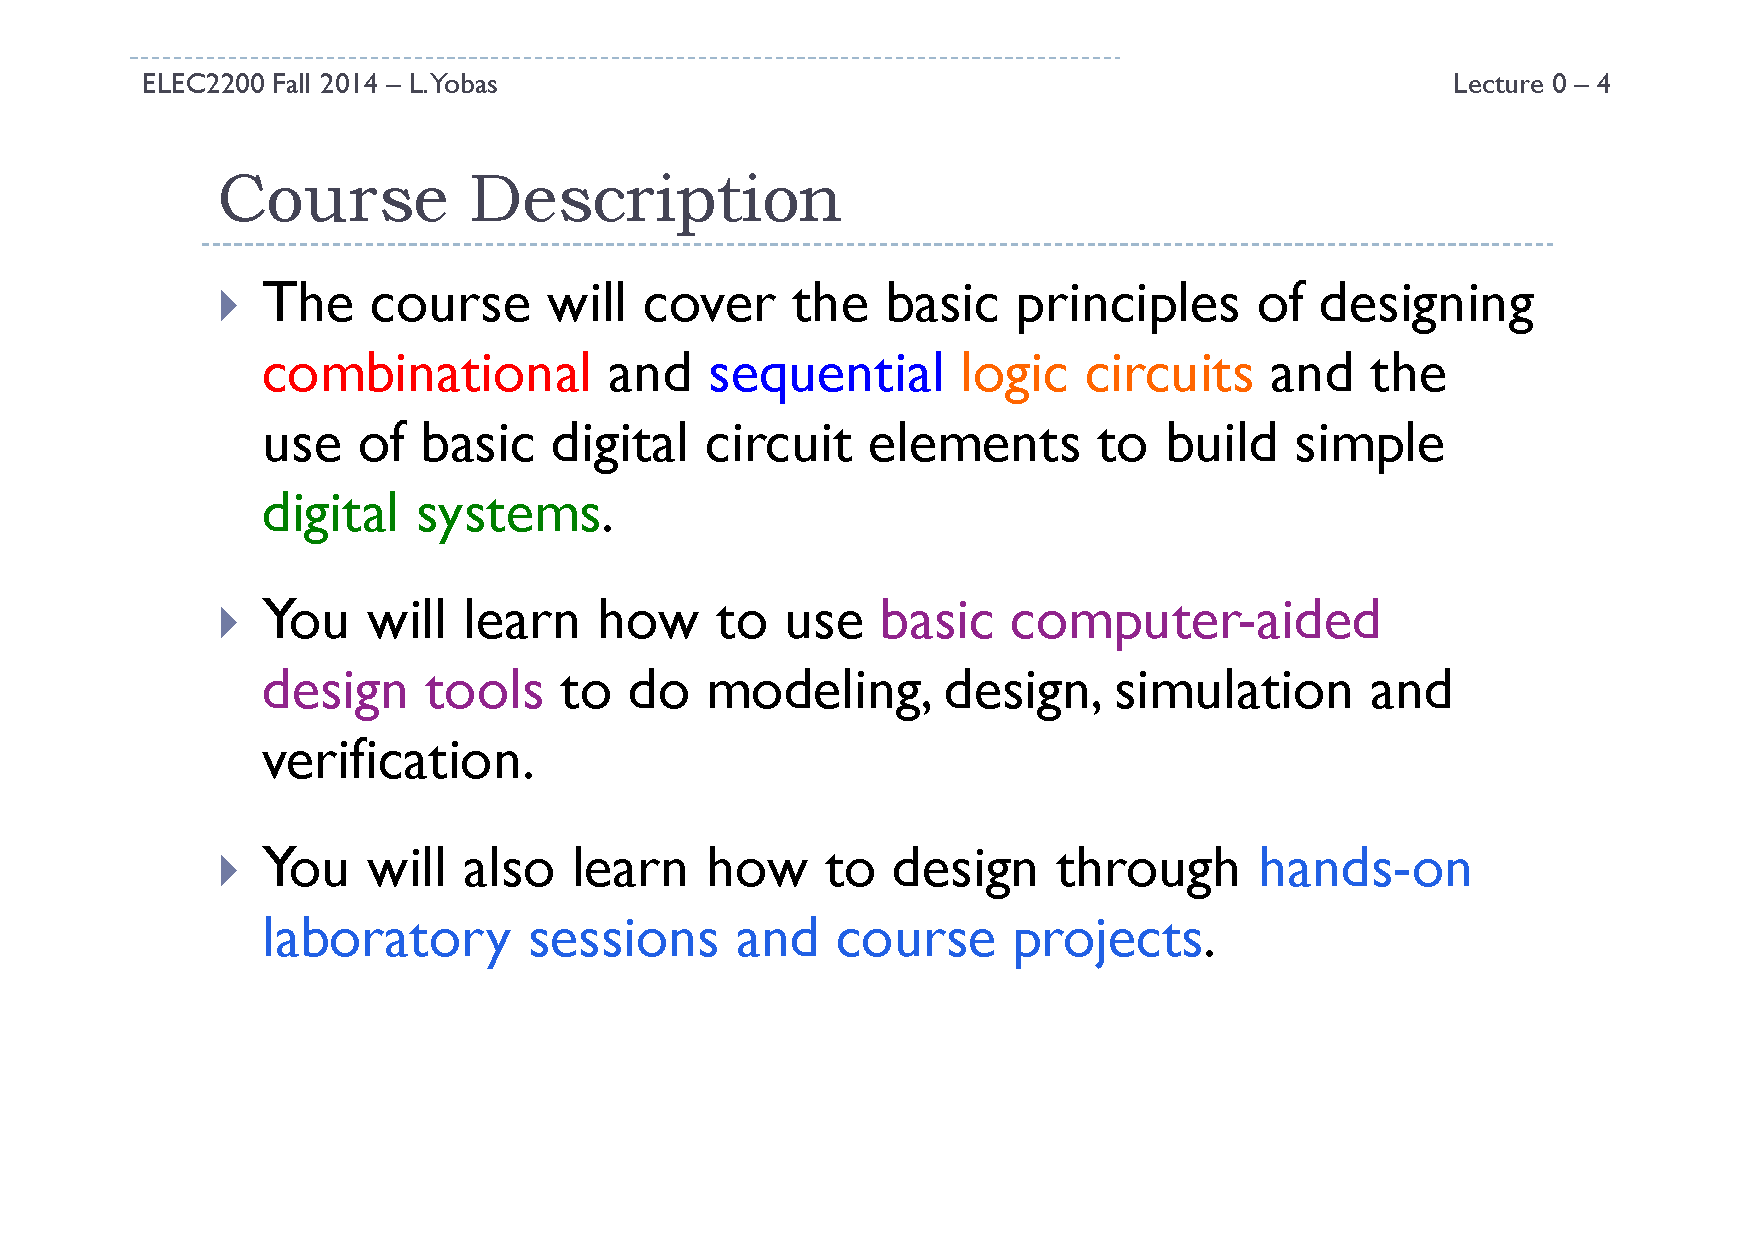 ELEC2200 Fall 2014 – L. Yobas
Lecture 0 – 4
Course Description
The course will cover the basic principles of designing
combinational and sequential logic circuits and the
use of basic digital circuit elements to build simple
digital systems.
You will learn how to use basic computer-aided
design tools to do modeling, design, simulation and
verification.
You will also learn how to design through hands-on
laboratory sessions and course projects.